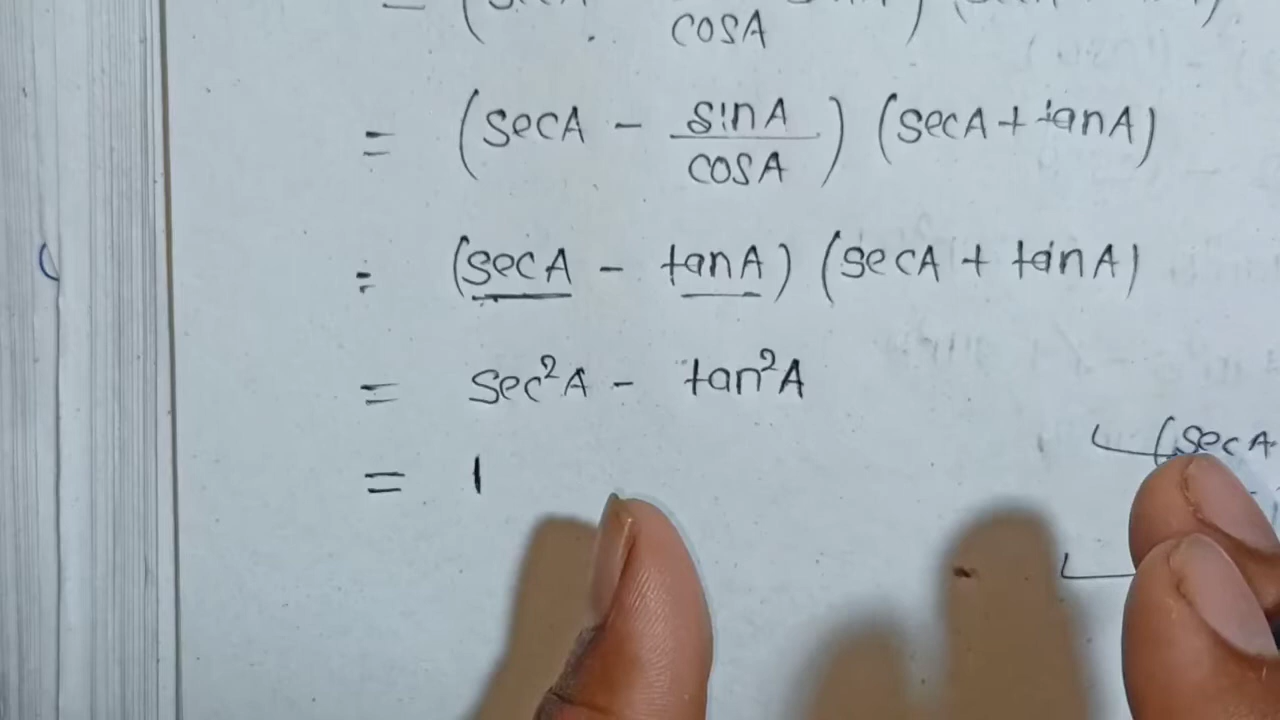 cosA
= (secA - sinA/cosA) (secA + tanA)
= (secA - tanA) (secA + tanA)
= sec²A - tan²A
(secA
= 1